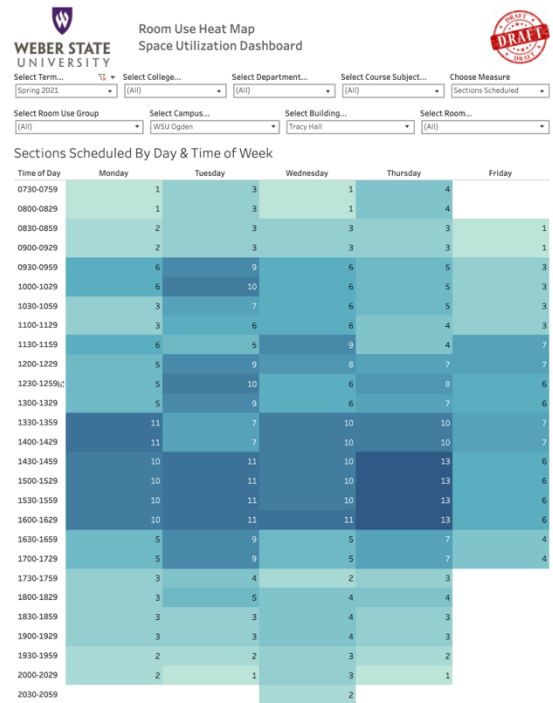 WEBER STATE
UNIVERSITY
Room Use Heat Map
Space Utilization Dashboard
DRAFT
DRAFT
DRAFT
Select Term... Select College... Select Department... Select Course Subject... Choose Measure
Spring 2021 (All) (All) (All) Sections Scheduled
Select Room Use Group Select Campus... Select Building... Select Room...
(All) WSU Ogden Tracy Hall (All)
Sections Scheduled By Day & Time of Week
Time of Day Monday Tuesday Wednesday Thursday Friday
0730-0759 1 3 1 4
0800-0829 1 3 1 4
0830-0859 2 3 3 3 1
0900-0929 2 3 3 3 1
0930-0959 6 9 6 5 3
1000-1029 6 10 6 5 3
1030-1059 3 7 6 5 3
1100-1129 3 6 6 4 3
1130-1159 6 5 9 4 7
1200-1229 5 9 8 7 7
1230-1259 5 10 6 8 6
1300-1329 5 9 6 7 6
1330-1359 11 7 10 10 7
1400-1429 11 7 10 10 7
1430-1459 10 11 10 13 6
1500-1529 10 11 10 13 6
1530-1559 10 11 10 13 6
1600-1629 10 11 11 13 6
1630-1659 5 9 5 7 4
1700-1729 5 9 5 7 4
1730-1759 3 4 2 3
1800-1829 3 5 4 4
1830-1859 3 3 4 3
1900-1929 3 3 4 3
1930-1959 2 2 3 2
2000-2029 2 1 3 1
2030-2059 2